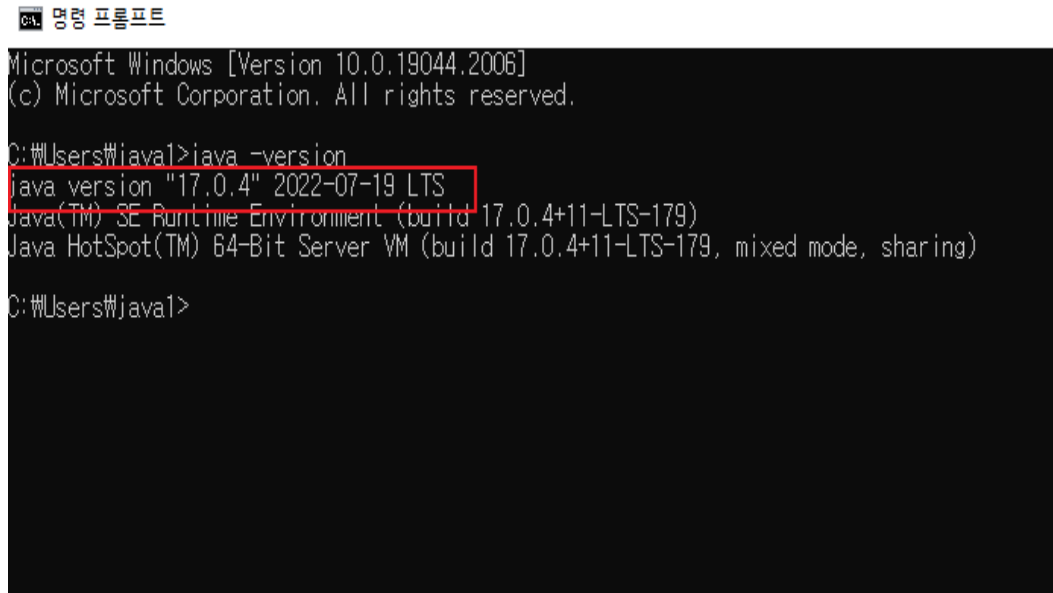 명령 프롬프트
Microsoft Windows [Version 10.0.19044.2006]
(c) Microsoft Corporation. All rights reserved.
C:₩Users₩java1>java -version
java version "17.0.4" 2022-07-19 LTS
Java(TM) SE Runtime Environment (build 17.0.4+11-LTS-179)
Java HotSpot(TM) 64-Bit Server VM (build 17.0.4+11-LTS-179, mixed mode, sharing)
C:₩Users₩java1>